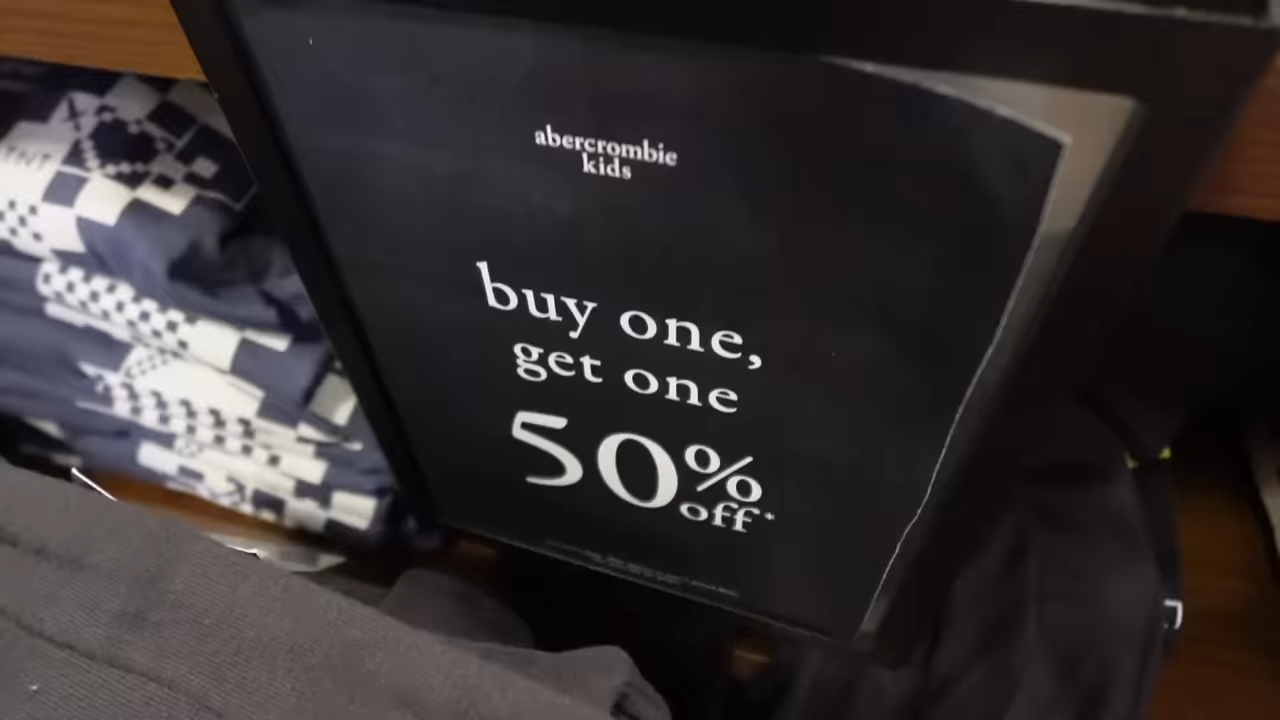 abercrombie
kids
buy one,
get one
50%
off*